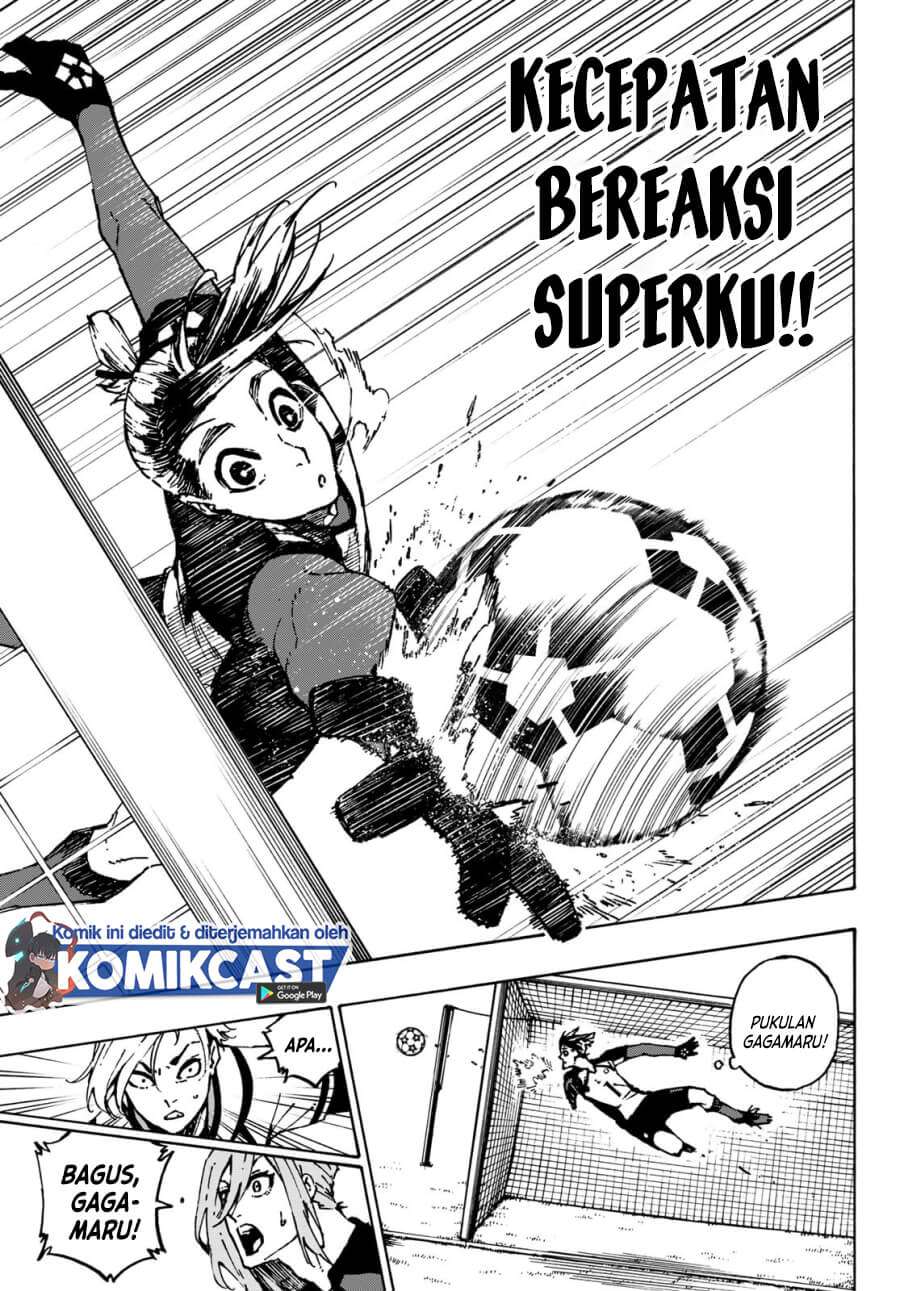 KECEPATAN
BEREAKSI
SUPERKU!!
Komik ini diedit & diterjemahkan oleh
KOMIKCAST
GET IT ON
Google Play
PUKULAN
GAGAMARU!
APA...
BAGUS,
GAGA-
MARU!